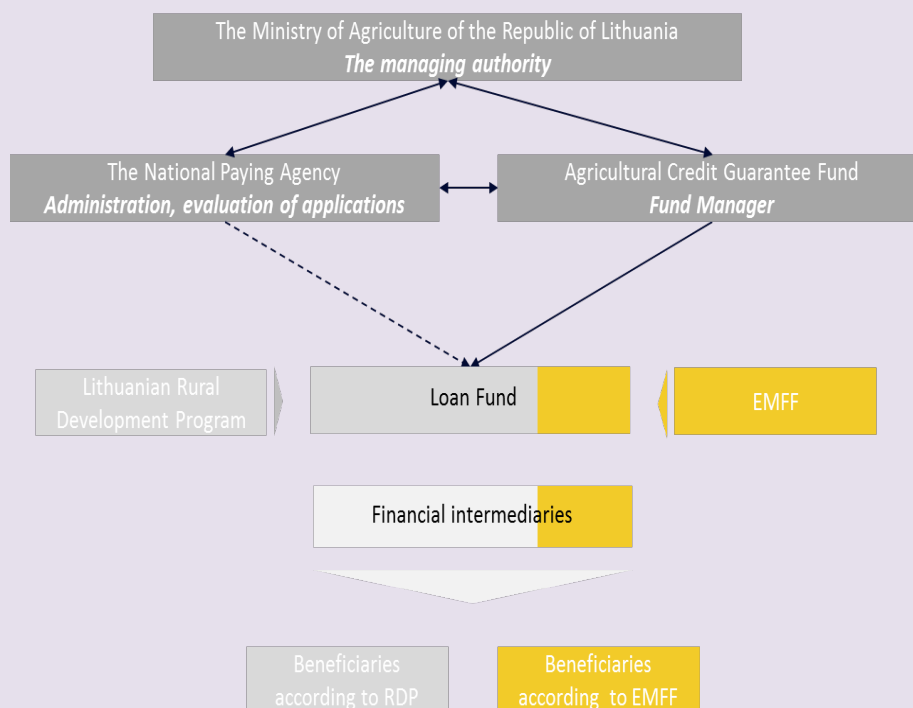 The Ministry of Agriculture of the Republic of Lithuania
The managing authority
The National Paying Agency
Administration, evaluation of applications
Agricultural Credit Guarantee Fund
Fund Manager
Lithuanian Rural
Development Program
Loan Fund
EMFF
Financial intermediaries
Beneficiaries
according to RDP
Beneficiaries
according to EMFF